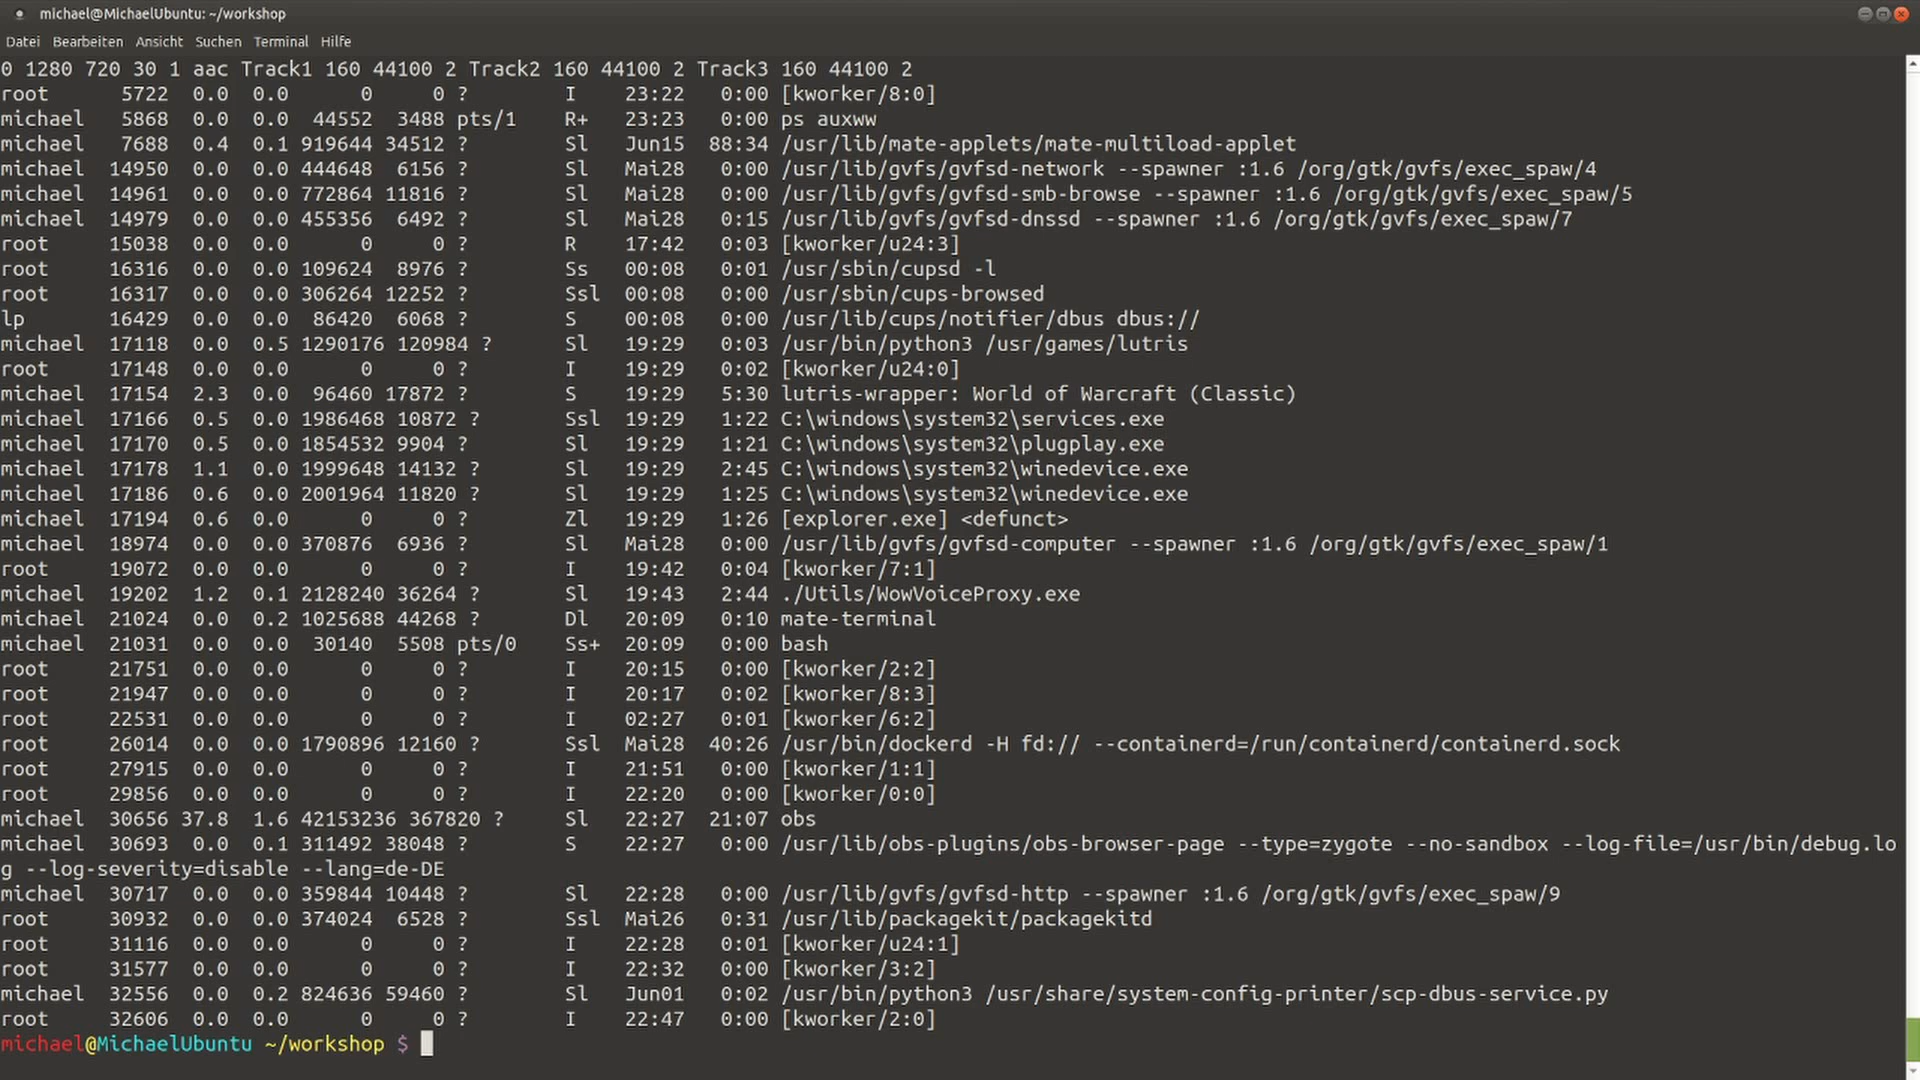 michael@MichaelUbuntu: ~/workshop
Datei Bearbeiten Ansicht Suchen Terminal Hilfe
0 1280 720 30 1 aac Track1 160 44100 2 Track2 160 44100 2 Track3 160 44100 2
root      5722  0.0  0.0      0     0 ?        I    23:22   0:00 [kworker/8:0]
michael   5868  0.0  0.0  44552  3488 pts/1    R+   23:23   0:00 ps auxww
michael   7688  0.4  0.1 919644 34512 ?        Sl   Jun15  88:34 /usr/lib/mate-applets/mate-multiload-applet
michael  14950  0.0  0.0 444648  6156 ?        Sl   Mai28   0:00 /usr/lib/gvfs/gvfsd-network --spawner :1.6 /org/gtk/gvfs/exec_spaw/4
michael  14961  0.0  0.0 772864 11816 ?        Sl   Mai28   0:00 /usr/lib/gvfs/gvfsd-smb-browse --spawner :1.6 /org/gtk/gvfs/exec_spaw/5
michael  14979  0.0  0.0 455356  6492 ?        Sl   Mai28   0:15 /usr/lib/gvfs/gvfsd-dnssd --spawner :1.6 /org/gtk/gvfs/exec_spaw/7
root     15038  0.0  0.0      0     0 ?        R    17:42   0:03 [kworker/u24:3]
root     16316  0.0  0.0 109624  8976 ?        Ss   00:08   0:01 /usr/sbin/cupsd -l
root     16317  0.0  0.0 306264 12252 ?        Ssl  00:08   0:00 /usr/sbin/cups-browsed
lp       16429  0.0  0.0  86420  6068 ?        S    00:08   0:00 /usr/lib/cups/notifier/dbus dbus://
michael  17118  0.0  0.5 1290176 120984 ?      Sl   19:29   0:03 /usr/bin/python3 /usr/games/lutris
root     17148  0.0  0.0      0     0 ?        I    19:29   0:02 [kworker/u24:0]
michael  17154  2.3  0.0  96460 17872 ?        S    19:29   5:30 lutris-wrapper: World of Warcraft (Classic)
michael  17166  0.5  0.0 1986468 10872 ?       Ssl  19:29   1:22 C:\windows\system32\services.exe
michael  17170  0.5  0.0 1854532 9904 ?        Sl   19:29   1:21 C:\windows\system32\plugplay.exe
michael  17178  1.1  0.0 1999648 14132 ?       Sl   19:29   2:45 C:\windows\system32\winedevice.exe
michael  17186  0.6  0.0 2001964 11820 ?       Sl   19:29   1:25 C:\windows\system32\winedevice.exe
michael  17194  0.6  0.0      0     0 ?        Zl   19:29   1:26 [explorer.exe] <defunct>
michael  18974  0.0  0.0 370876  6936 ?        Sl   Mai28   0:00 /usr/lib/gvfs/gvfsd-computer --spawner :1.6 /org/gtk/gvfs/exec_spaw/1
root     19072  0.0  0.0      0     0 ?        I    19:42   0:04 [kworker/7:1]
michael  19202  1.2  0.1 2128240 36264 ?       Sl   19:43   2:44 ./Utils/WowVoiceProxy.exe
michael  21024  0.0  0.2 1025688 44268 ?       Dl   20:09   0:10 mate-terminal
michael  21031  0.0  0.0  30140  5508 pts/0    Ss+  20:09   0:00 bash
root     21751  0.0  0.0      0     0 ?        I    20:15   0:00 [kworker/2:2]
root     21947  0.0  0.0      0     0 ?        I    20:17   0:02 [kworker/8:3]
root     22531  0.0  0.0      0     0 ?        I    02:27   0:01 [kworker/6:2]
root     26014  0.0  0.0 1790896 12160 ?       Ssl  Mai28  40:26 /usr/bin/dockerd -H fd:// --containerd=/run/containerd/containerd.sock
root     27915  0.0  0.0      0     0 ?        I    21:51   0:00 [kworker/1:1]
root     29856  0.0  0.0      0     0 ?        I    22:20   0:00 [kworker/0:0]
michael  30656 37.8  1.6 42153236 367820 ?     Sl   22:27  21:07 obs
michael  30693  0.0  0.1 311492 38048 ?        S    22:27   0:00 /usr/lib/obs-plugins/obs-browser-page --type=zygote --no-sandbox --log-file=/usr/bin/debug.lo
g --log-severity=disable --lang=de-DE
michael  30717  0.0  0.0 359844 10448 ?        Sl   22:28   0:00 /usr/lib/gvfs/gvfsd-http --spawner :1.6 /org/gtk/gvfs/exec_spaw/9
root     30932  0.0  0.0 374024  6528 ?        Ssl  Mai26   0:31 /usr/lib/packagekit/packagekitd
root     31116  0.0  0.0      0     0 ?        I    22:28   0:01 [kworker/u24:1]
root     31577  0.0  0.0      0     0 ?        I    22:32   0:00 [kworker/3:2]
michael  32556  0.0  0.2 824636 59460 ?        Sl   Jun01   0:02 /usr/bin/python3 /usr/share/system-config-printer/scp-dbus-service.py
root     32606  0.0  0.0      0     0 ?        I    22:47   0:00 [kworker/2:0]
michael@MichaelUbuntu ~/workshop $